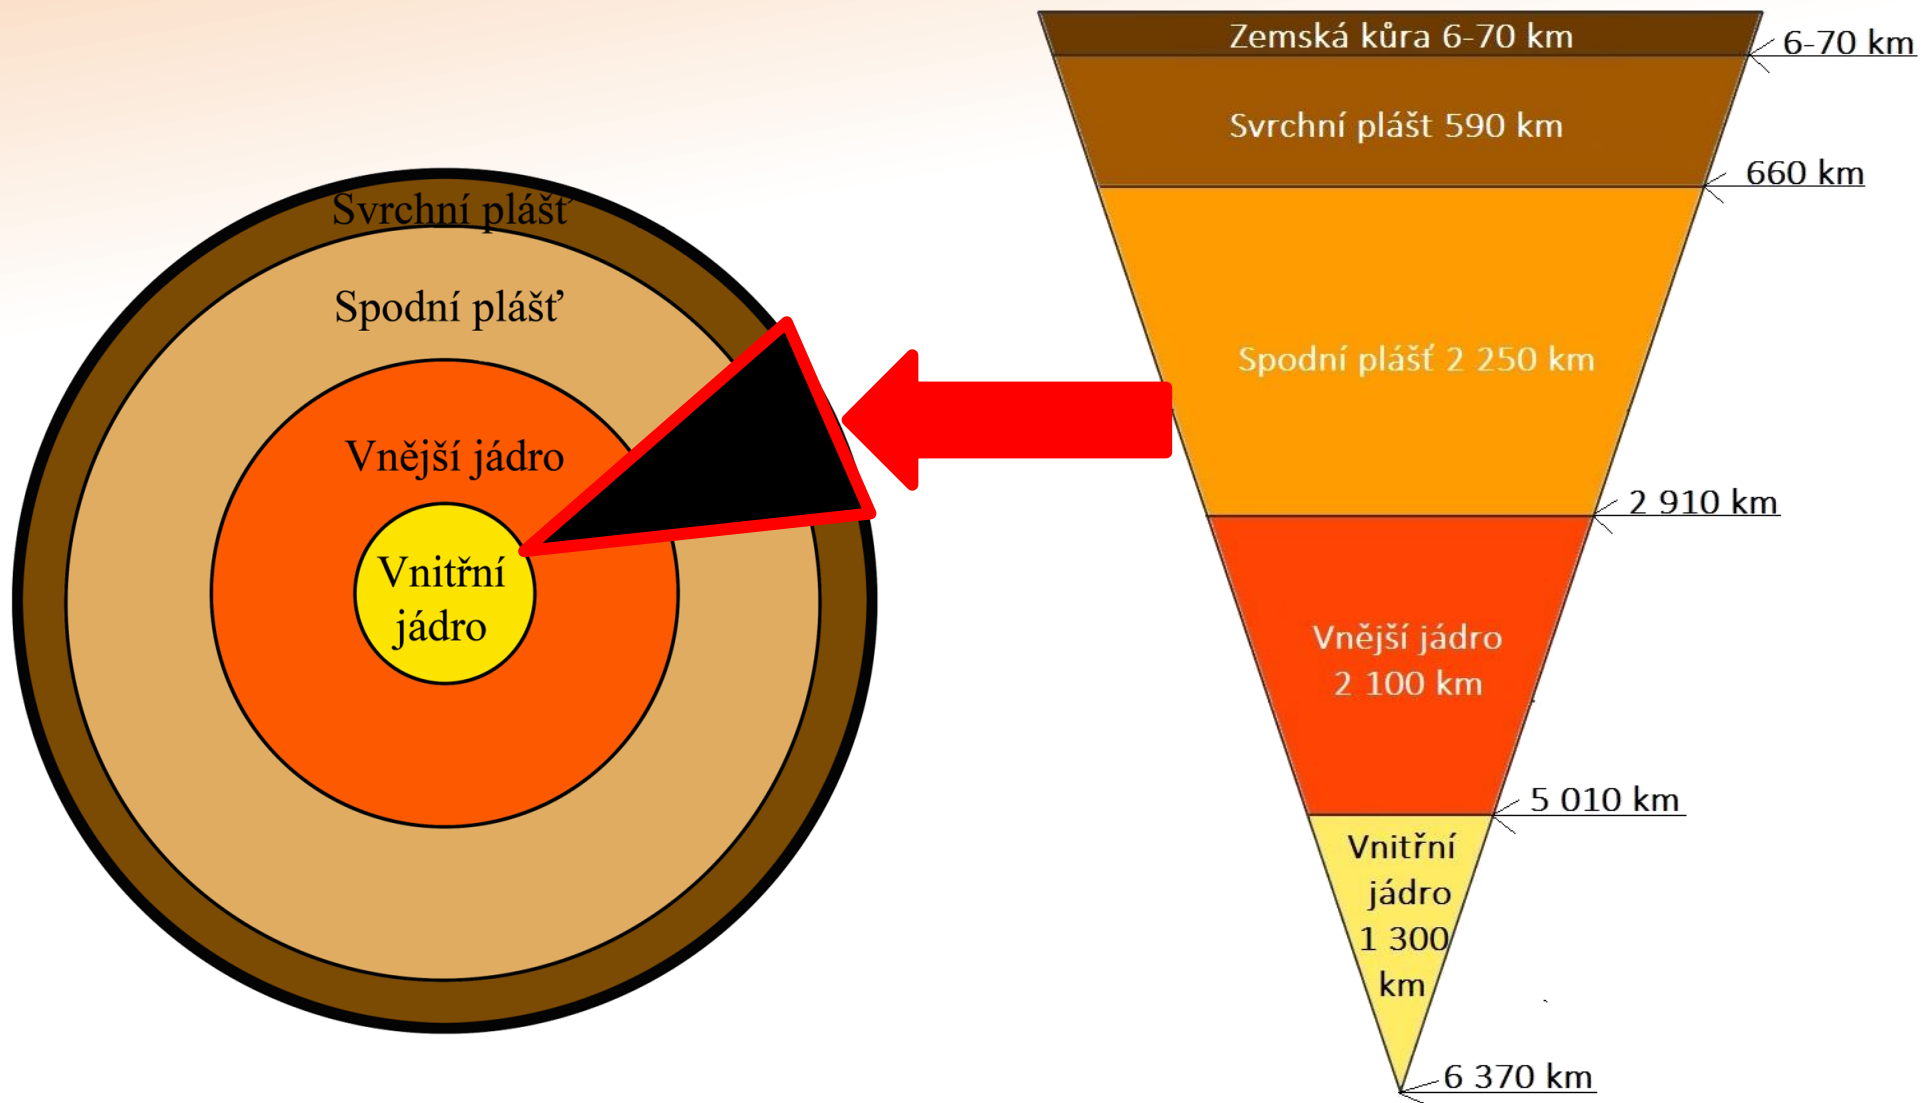 Svrchní plášť
Spodní plášť
Vnější jádro
Vnitřní
jádro
Zemská kůra 6-70 km
6-70 km
Svrchní plášt 590 km
660 km
Spodní plášť 2 250 km
2 910 km
Vnější jádro
2 100 km
5 010 km
Vnitřní
jádro
1 300
km
6 370 km